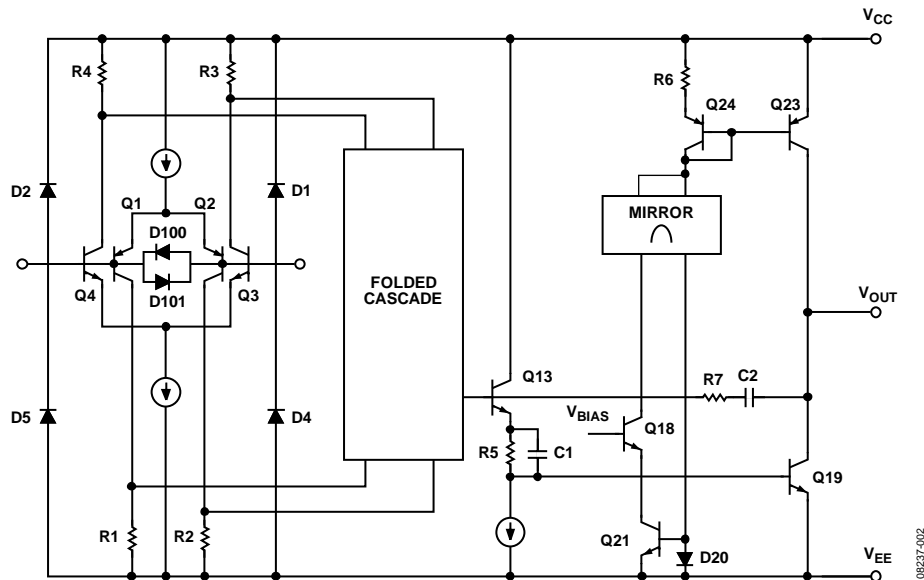 VCC
R4
R3
R6
Q24
Q23
D2
D1
Q1
Q2
D100
MIRROR
D101
Q4
Q3
FOLDED
CASCADE
VOUT
Q13
R7
C2
D5
D4
VBIAS
Q18
R5
C1
Q19
R1
R2
Q21
D20
VEE
08237-002